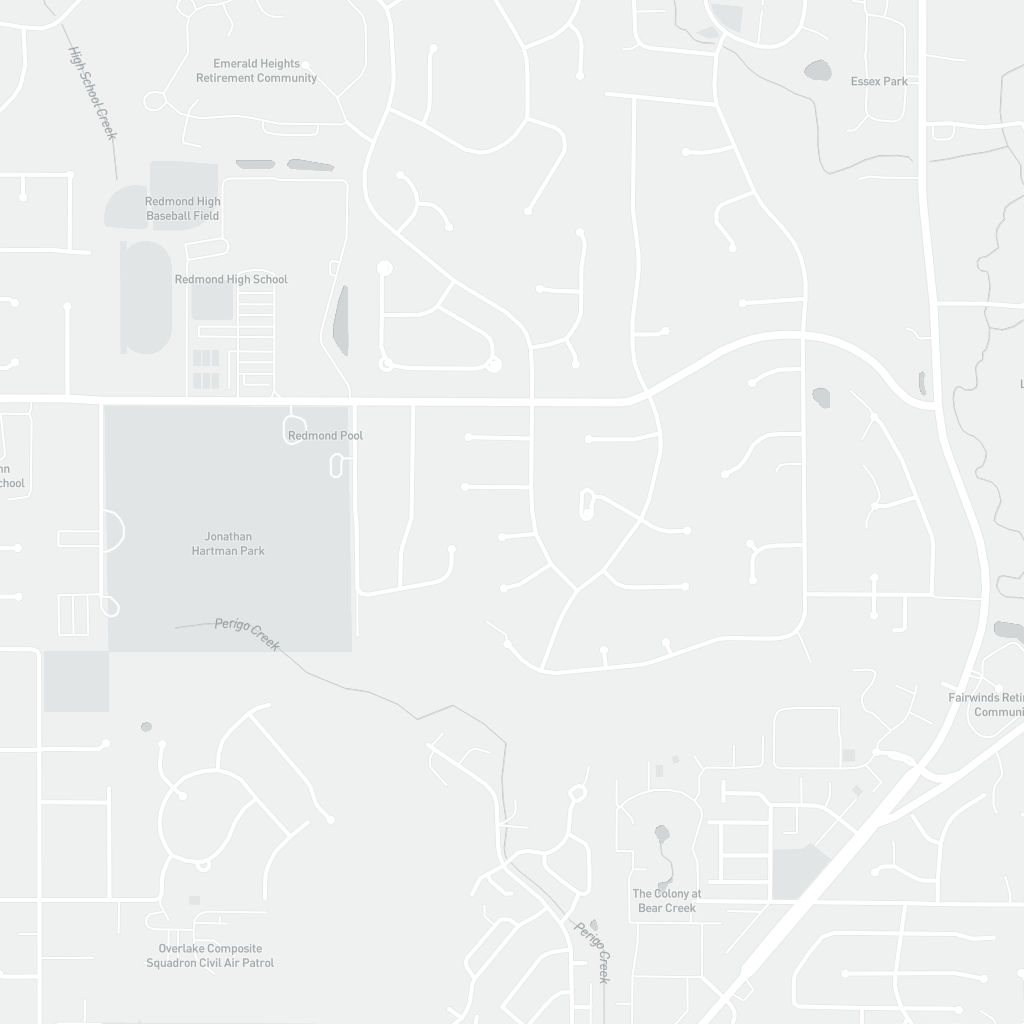 High School Creek
Emerald Heights
Retirement Community
Essex Park
Redmond High
Baseball Field
Redmond High School
L
Redmond Pool
nn
chool
Jonathan
Hartman Park
Perigo Creek
Fairwinds Reti
Communi
The Colony at
Bear Creek
Perigo Creek
Overlake Composite
Squadron Civil Air Patrol